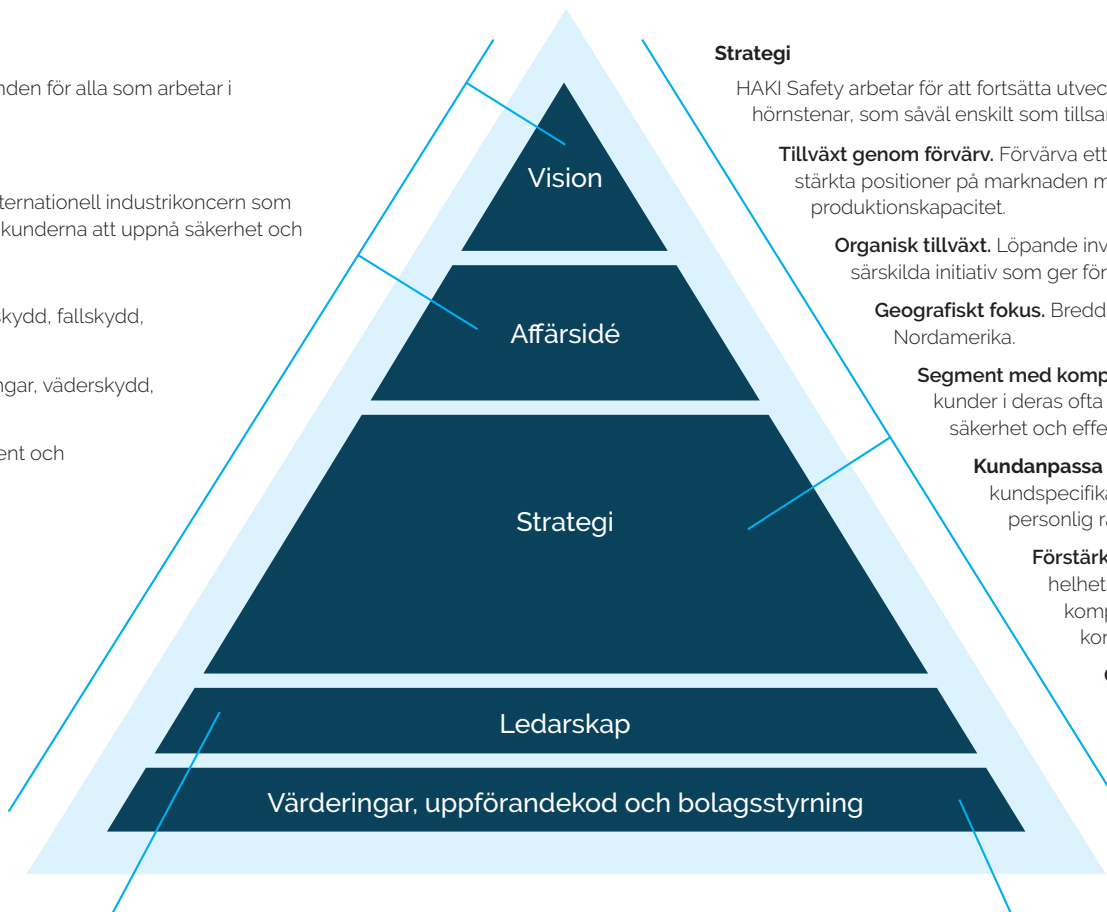 nden för alla som arbetar i
nternationell industrikoncern som
kunderna att uppnå säkerhet och
kydd, fallskydd,
ngar, väderskydd,
ent och
Vision
Affärsidé
Strategi
Ledarskap
Värderingar, uppförandekod och bolagsstyrning
Strategi
HAKI Safety arbetar för att fortsätta utvec
hörnstenar, som såväl enskilt som tillsa
Tillväxt genom förvärv. Förvärva ett
stärkta positioner på marknaden m
produktionskapacitet.
Organisk tillväxt. Löpande inv
särskilda initiativ som ger för
Geografiskt fokus. Bredd
Nordamerika.
Segment med komp
kunder i deras ofta
säkerhet och effe
Kundanpassa
kundspecifika
personlig r
Förstärk
helhet
komp
kor